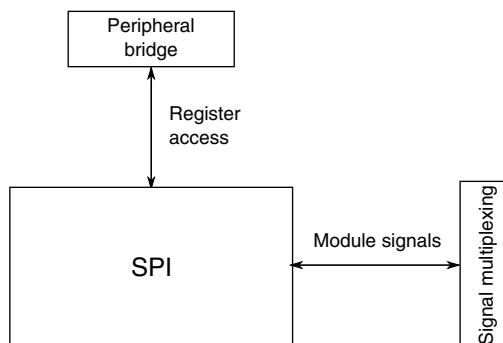 Peripheral
bridge
Register
access
SPI
Module signals
Signal multiplexing